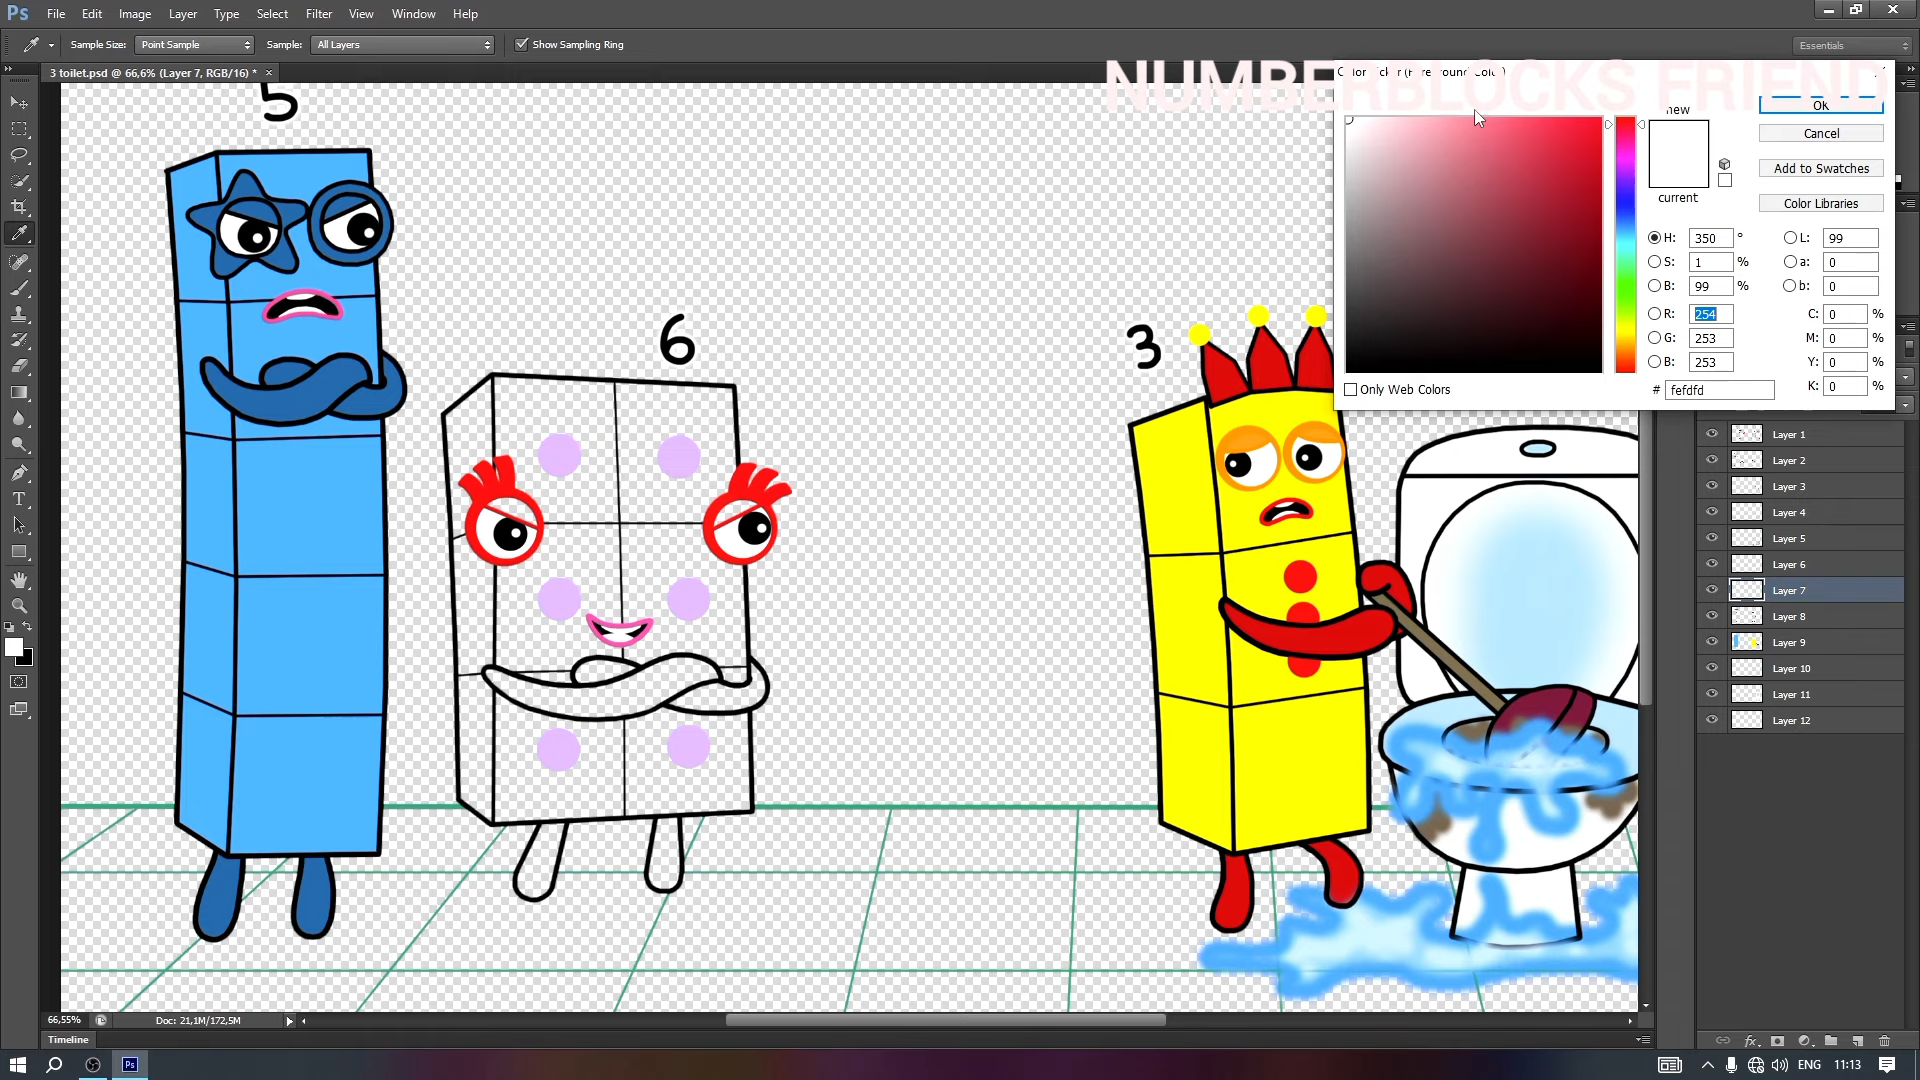 Ps File Edit Image Layer Type Select Filter View Window Help
Sample Size: Point Sample Sample: All Layers Show Sampling Ring Essentials
3 toilet.psd @ 66,6% (Layer 7, RGB/16) *
NUMBERBLOCKS FRIEND
new
OK
Cancel
Add to Swatches
current
Color Libraries
H: 350 ° L: 99
S: 1 % a: 0
B: 99 % b: 0
R: 254 C: 0 %
G: 253 M: 0 %
B: 253 Y: 0 %
# fefdfd K: 0 %
Only Web Colors
5
6
3
Layer 1
Layer 2
Layer 3
Layer 4
Layer 5
Layer 6
Layer 7
Layer 8
Layer 9
Layer 10
Layer 11
Layer 12
66,55% Doc: 21,1M/172,5M
Timeline
Ps ENG 11:13